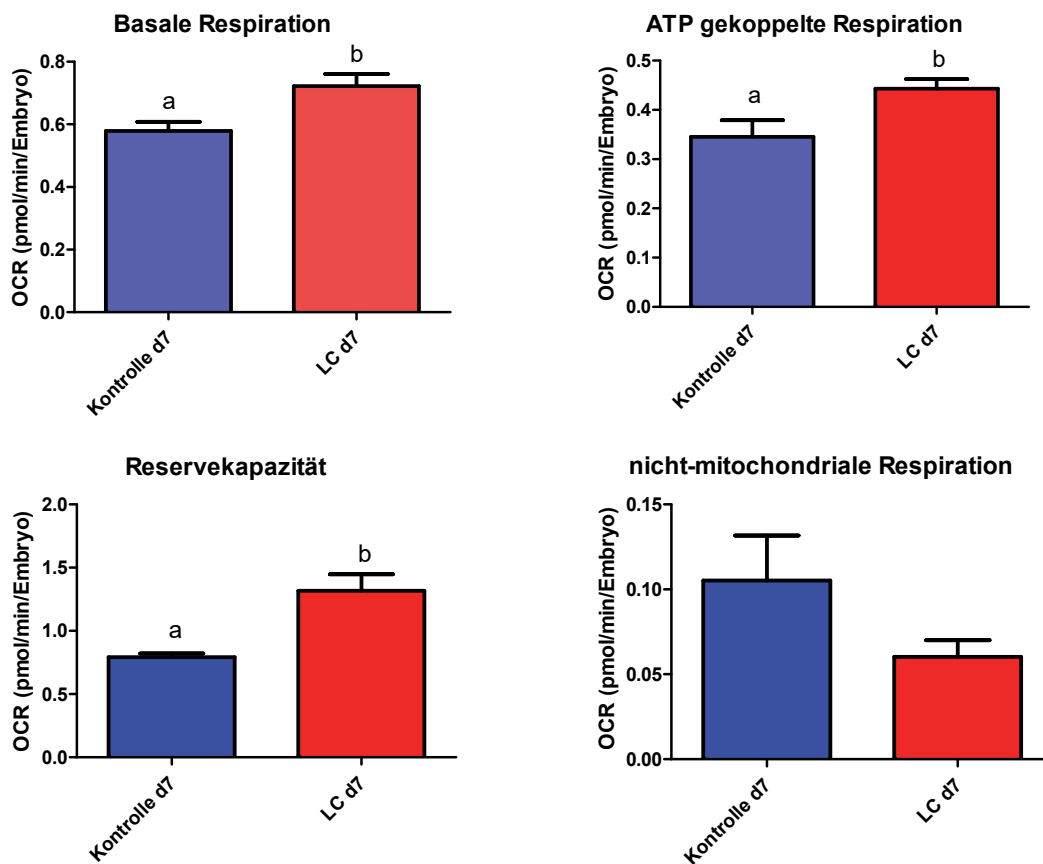 Basale Respiration
OCR (pmol/min/Embryo)
0.8
0.6
0.4
0.2
0.0
a
b
Kontrolle d7
LC d7
ATP gekoppelte Respiration
OCR (pmol/min/Embryo)
0.5
0.4
0.3
0.2
0.1
0.0
a
b
Kontrolle d7
LC d7
Reservekapazität
OCR (pmol/min/Embryo)
2.0
1.5
1.0
0.5
0.0
a
b
Kontrolle d7
LC d7
nicht-mitochondriale Respiration
OCR (pmol/min/Embryo)
0.15
0.10
0.05
0.00
Kontrolle d7
LC d7